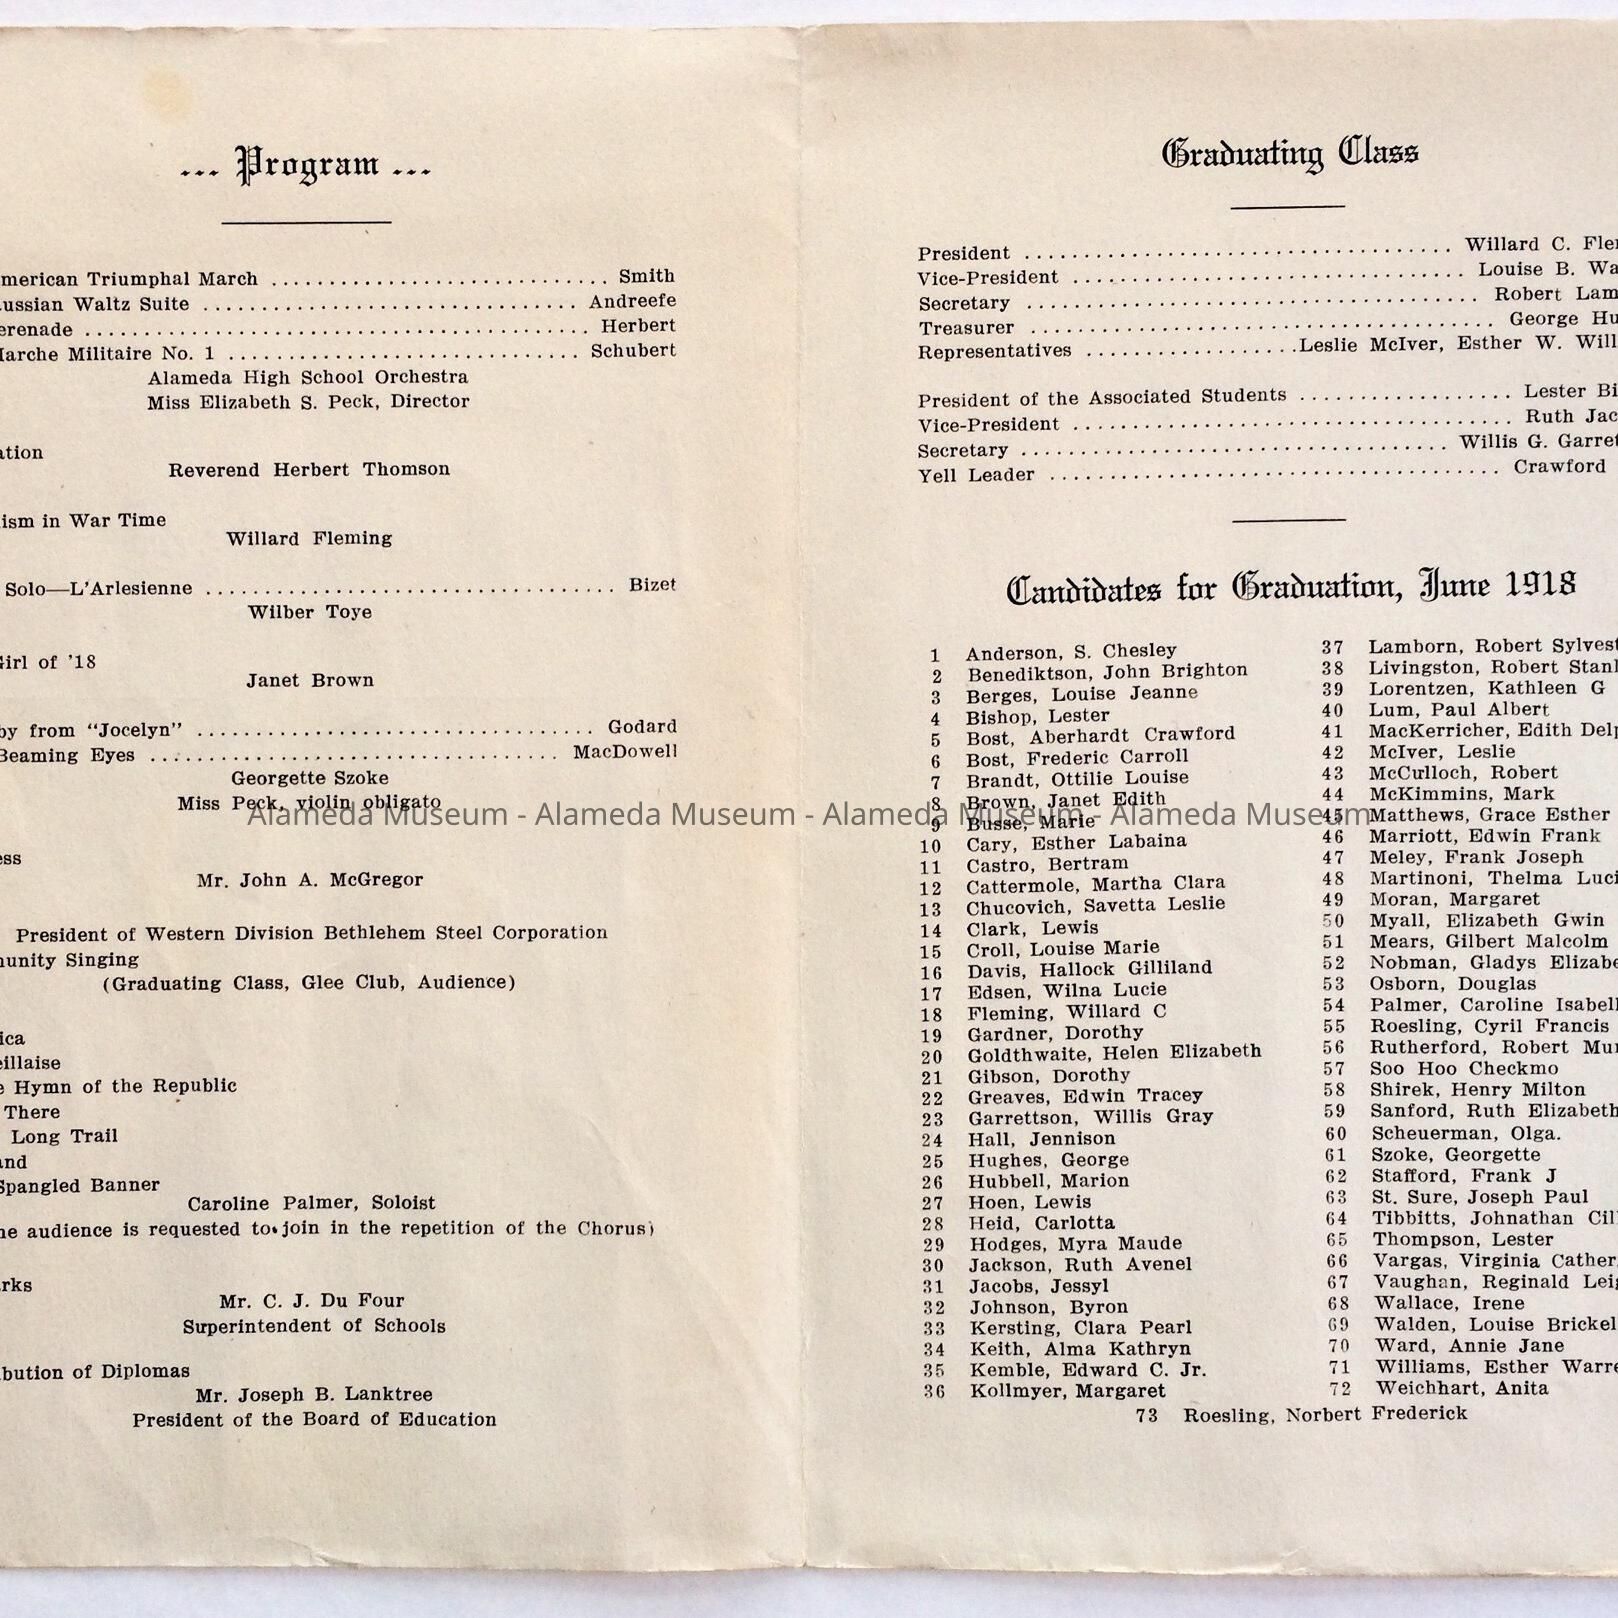 ... Program ...
merican Triumphal March ........ Smith
ussian Waltz Suite ........ Andreefe
erenade ........ Herbert
arche Militaire No. 1 ........ Schubert
Alameda High School Orchestra
Miss Elizabeth S. Peck, Director
ation
Reverend Herbert Thomson
ism in War Time
Willard Fleming
Solo—L'Arlesienne ........ Bizet
Wilber Toye
Girl of '18
Janet Brown
by from "Jocelyn" ........ Godard
Beaming Eyes ........ MacDowell
Georgette Szoke
Miss Peck, violin obligato
ess
Mr. John A. McGregor
President of Western Division Bethlehem Steel Corporation
unity Singing
(Graduating Class, Glee Club, Audience)
ica
eillaise
e Hymn of the Republic
There
Long Trail
and
Spangled Banner
Caroline Palmer, Soloist
he audience is requested to join in the repetition of the Chorus)
rks
Mr. C. J. Du Four
Superintendent of Schools
bution of Diplomas
Mr. Joseph B. Lanktree
President of the Board of Education
Graduating Class
President ........ Willard C. Fle
Vice-President ........ Louise B. Wa
Secretary ........ Robert Lam
Treasurer ........ George Hu
Representatives ........ Leslie McIver, Esther W. Will
President of the Associated Students ........ Lester Bi
Vice-President ........ Ruth Jac
Secretary ........ Willis G. Garret
Yell Leader ........ Crawford
Candidates for Graduation, June 1918
1 Anderson, S. Chesley
2 Benediktson, John Brighton
3 Berges, Louise Jeanne
4 Bishop, Lester
5 Bost, Aberhardt Crawford
6 Bost, Frederic Carroll
7 Brandt, Ottilie Louise
8 Brown, Janet Edith
9 Busse, Marie
10 Cary, Esther Labaina
11 Castro, Bertram
12 Cattermole, Martha Clara
13 Chucovich, Savetta Leslie
14 Clark, Lewis
15 Croll, Louise Marie
16 Davis, Hallock Gilliland
17 Edsen, Wilna Lucie
18 Fleming, Willard C
19 Gardner, Dorothy
20 Goldthwaite, Helen Elizabeth
21 Gibson, Dorothy
22 Greaves, Edwin Tracey
23 Garrettson, Willis Gray
24 Hall, Jennison
25 Hughes, George
26 Hubbell, Marion
27 Hoen, Lewis
28 Heid, Carlotta
29 Hodges, Myra Maude
30 Jackson, Ruth Avenel
31 Jacobs, Jessyl
32 Johnson, Byron
33 Kersting, Clara Pearl
34 Keith, Alma Kathryn
35 Kemble, Edward C. Jr.
36 Kollmyer, Margaret
37 Lamborn, Robert Sylvest
38 Livingston, Robert Stanl
39 Lorentzen, Kathleen G
40 Lum, Paul Albert
41 MacKerricher, Edith Delp
42 McIver, Leslie
43 McCulloch, Robert
44 McKimmins, Mark
45 Matthews, Grace Esther
46 Marriott, Edwin Frank
47 Meley, Frank Joseph
48 Martinoni, Thelma Luci
49 Moran, Margaret
50 Myall, Elizabeth Gwin
51 Mears, Gilbert Malcolm
52 Nobman, Gladys Elizabe
53 Osborn, Douglas
54 Palmer, Caroline Isabell
55 Roesling, Cyril Francis
56 Rutherford, Robert Mu
57 Soo Hoo Checkmo
58 Shirek, Henry Milton
59 Sanford, Ruth Elizabeth
60 Scheuerman, Olga.
61 Szoke, Georgette
62 Stafford, Frank J
63 St. Sure, Joseph Paul
64 Tibbitts, Johnathan Cil
65 Thompson, Lester
66 Vargas, Virginia Cather
67 Vaughan, Reginald Leig
68 Wallace, Irene
69 Walden, Louise Brickel
70 Ward, Annie Jane
71 Williams, Esther Warre
72 Weichhart, Anita
73 Roesling, Norbert Frederick
Alameda Museum - Alameda Museum - Alameda Museum - Alameda Museum